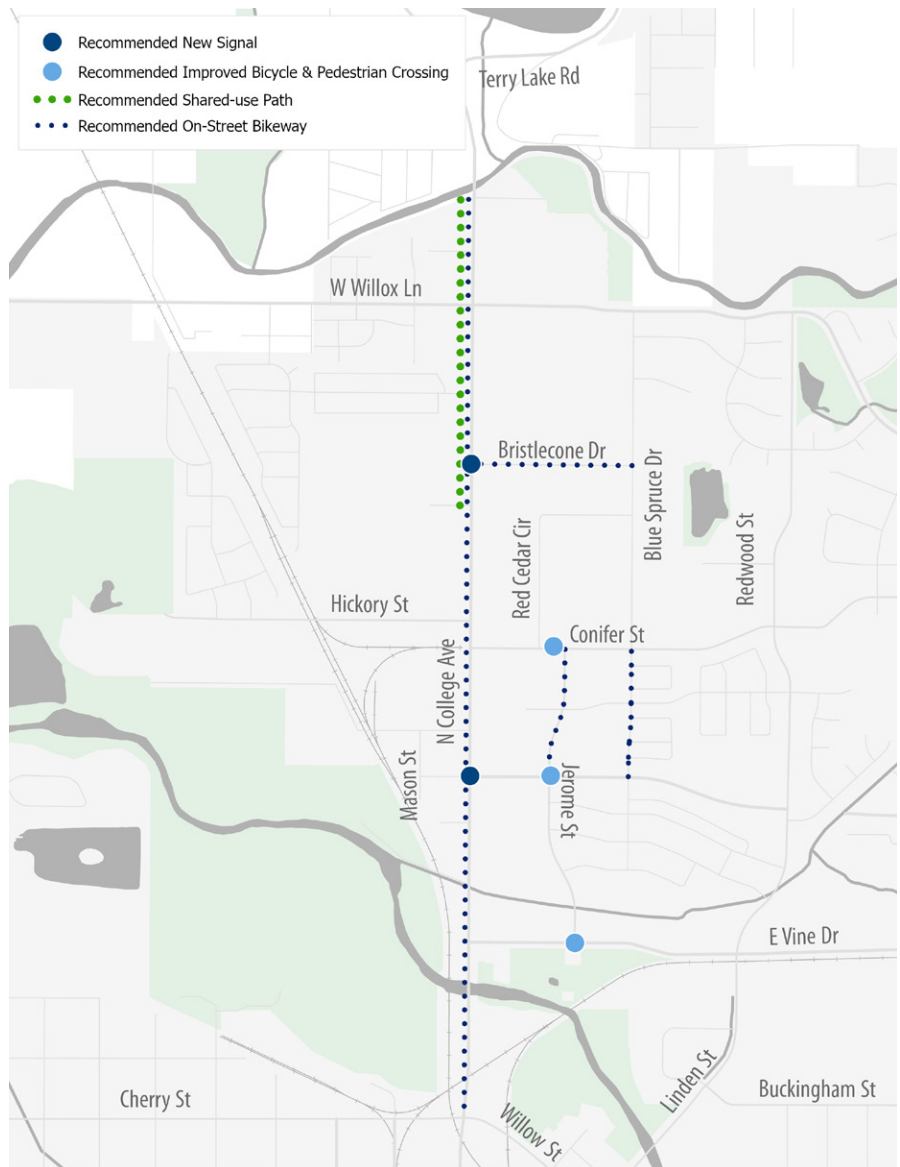 Recommended New Signal
Recommended Improved Bicycle & Pedestrian Crossing
Recommended Shared-use Path
Recommended On-Street Bikeway
Terry Lake Rd
W Willox Ln
Bristlecone Dr
Blue Spruce Dr
Redwood St
Red Cedar Cir
Hickory St
Conifer St
N College Ave
Mason St
Jerome St
E Vine Dr
Linden St
Buckingham St
Cherry St
Willow St